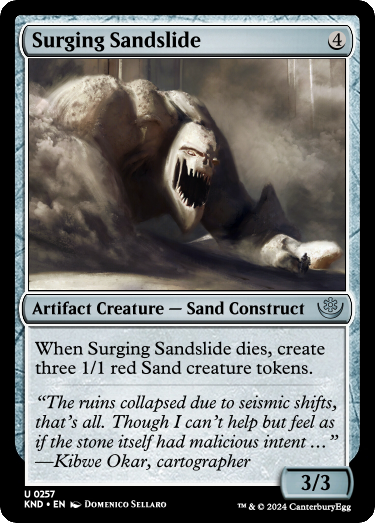 Surging Sandslide 4
Artifact Creature — Sand Construct
When Surging Sandslide dies, create
three 1/1 red Sand creature tokens.
“The ruins collapsed due to seismic shifts,
that’s all. Though I can’t help but feel as
if the stone itself had malicious intent …”
—Kibwe Okar, cartographer
3/3
U 0257
KND • EN Domenico Sellaro
™ & © 2024 CanterburyEgg